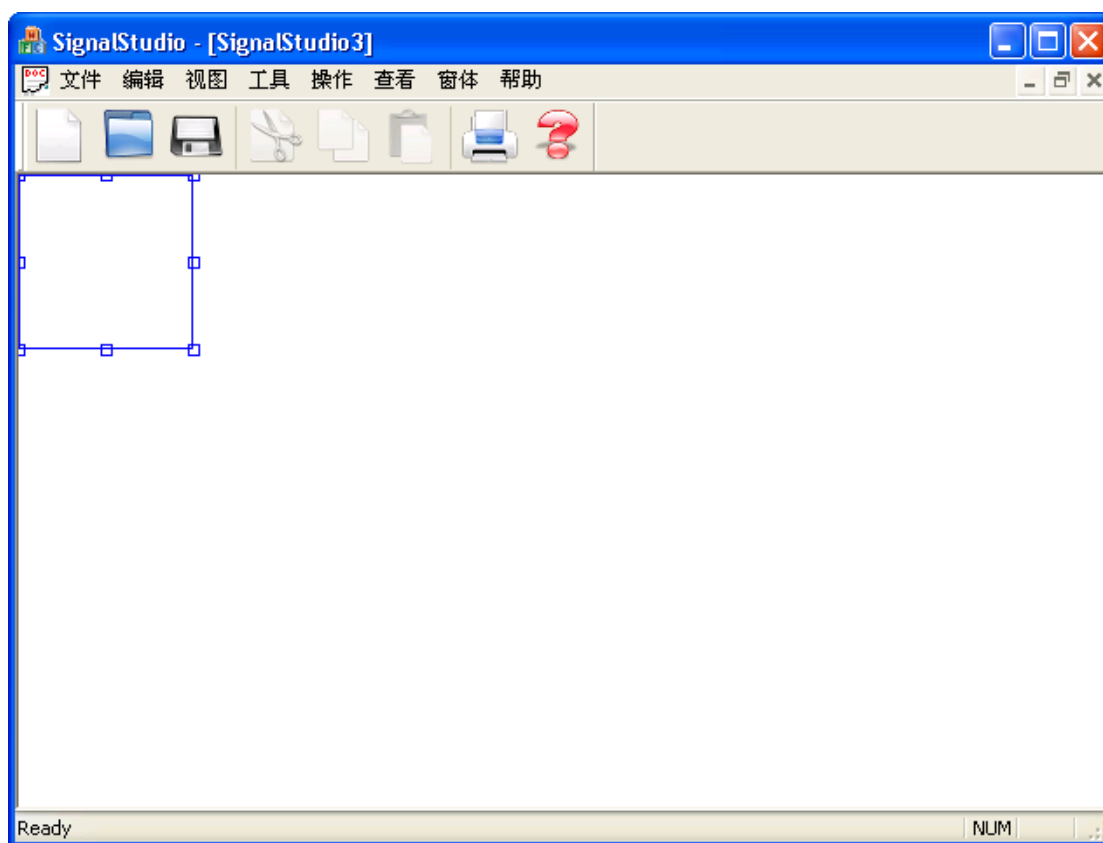 SignalStudio - [SignalStudio3]
DOC 文件 编辑 视图 工具 操作 查看 窗体 帮助
Ready NUM